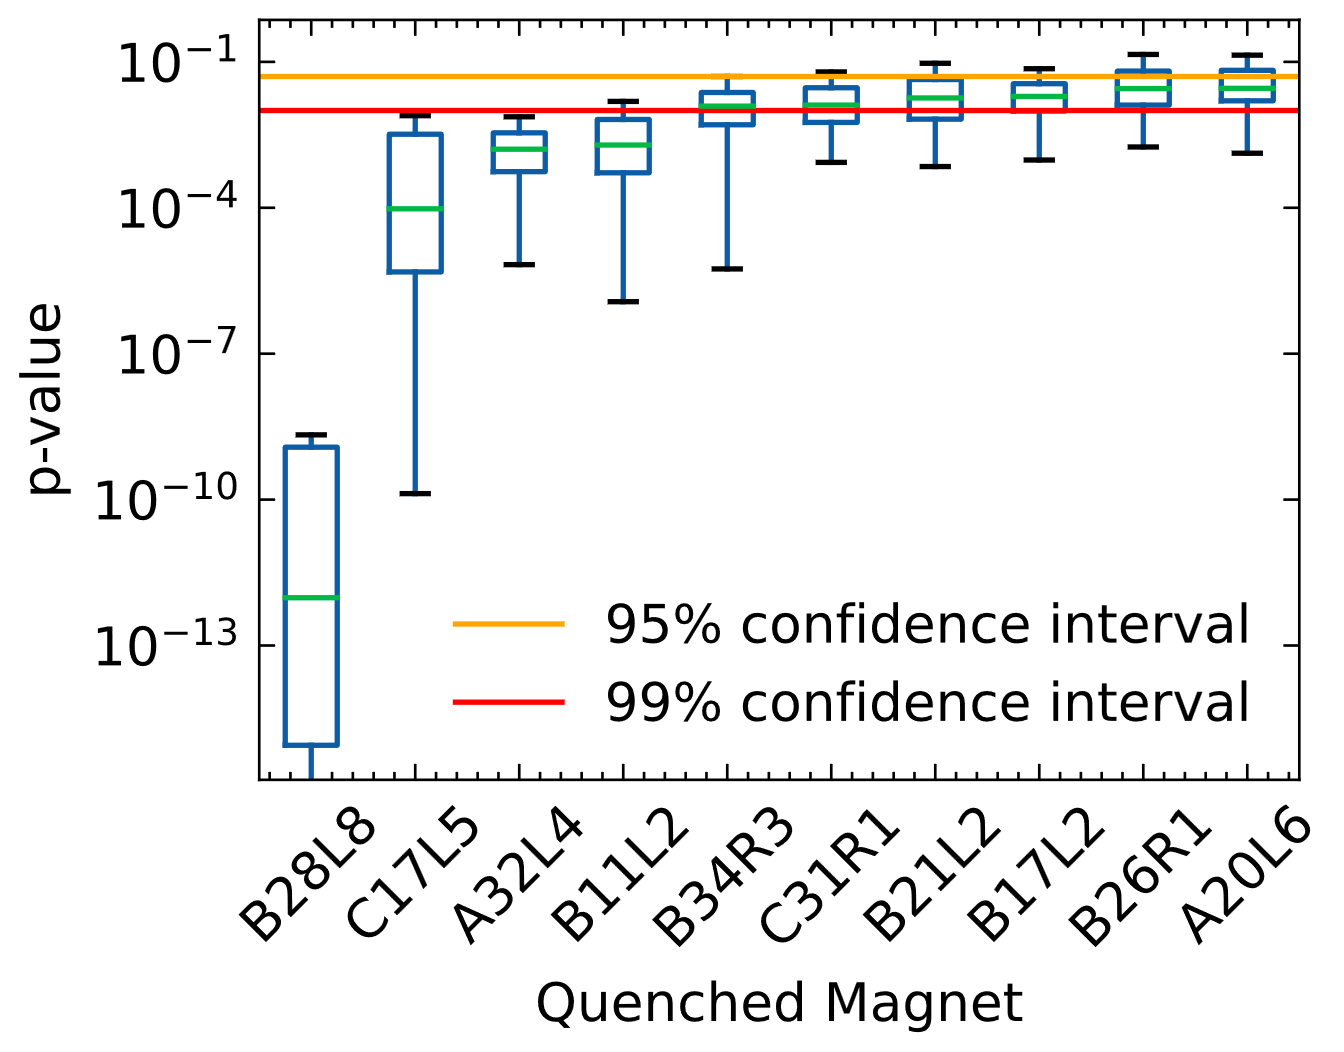 10⁻¹
10⁻⁴
10⁻⁷
10⁻¹⁰
10⁻¹³
p-value
95% confidence interval
99% confidence interval
B28L8
C17L5
A32L4
B11L2
B34R3
C31R1
B21L2
B17L2
B26R1
A20L6
Quenched Magnet